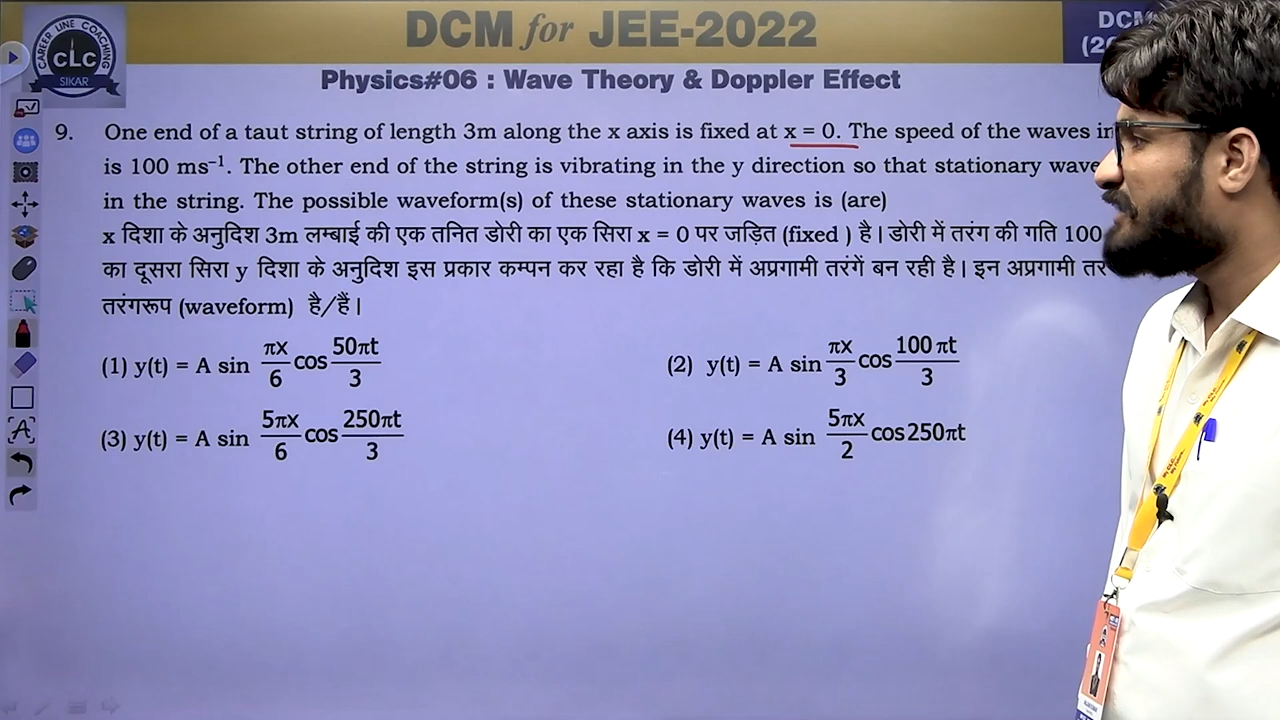 DCM for JEE-2022
DCM
(20
CAREER LINE COACHING
CLC
SIKAR
Physics#06 : Wave Theory & Doppler Effect
9. One end of a taut string of length 3m along the x axis is fixed at x = 0. The speed of the waves in
is 100 ms⁻¹. The other end of the string is vibrating in the y direction so that stationary wave
in the string. The possible waveform(s) of these stationary waves is (are)
x दिशा के अनुदिश 3m लम्बाई की एक तनित डोरी का एक सिरा x = 0 पर जड़ित (fixed ) है। डोरी में तरंग की गति 100
का दूसरा सिरा y दिशा के अनुदिश इस प्रकार कम्पन कर रहा है कि डोरी में अप्रगामी तरंगें बन रही है। इन अप्रगामी तर
तरंगरूप (waveform) है/हैं।
(1) y(t) = A sin πx/6 cos 50πt/3
(2) y(t) = A sin πx/3 cos 100 πt/3
(3) y(t) = A sin 5πx/6 cos 250πt/3
(4) y(t) = A sin 5πx/2 cos250πt